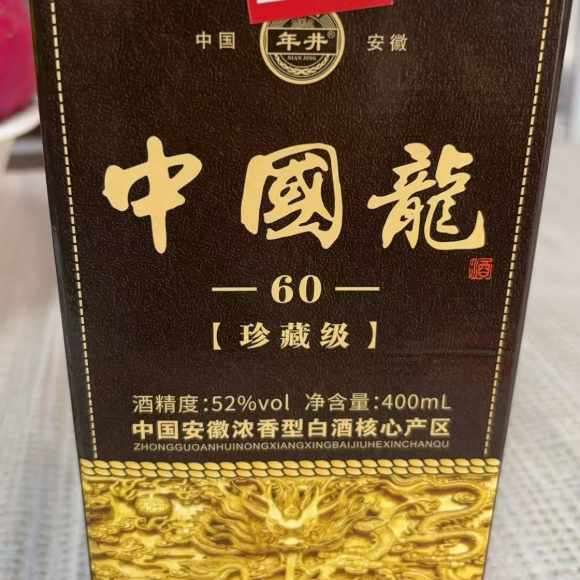 中国 年井 安徽
NIAN JING
中國龍
酒
60
【珍藏级】
酒精度:52%vol 净含量:400mL
中国安徽浓香型白酒核心产区
ZHONGGUOANHUINONGXIANGXINGBAIJIUHEXINCHANQU